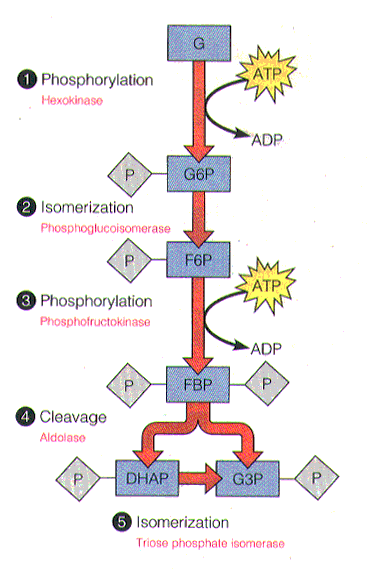 G
ATP
1 Phosphorylation
Hexokinase
ADP
P
G6P
2 Isomerization
Phosphoglucoisomerase
P
F6P
ATP
3 Phosphorylation
Phosphofructokinase
ADP
P
FBP
P
4 Cleavage
Aldolase
P
DHAP
G3P
P
5 Isomerization
Triose phosphate isomerase